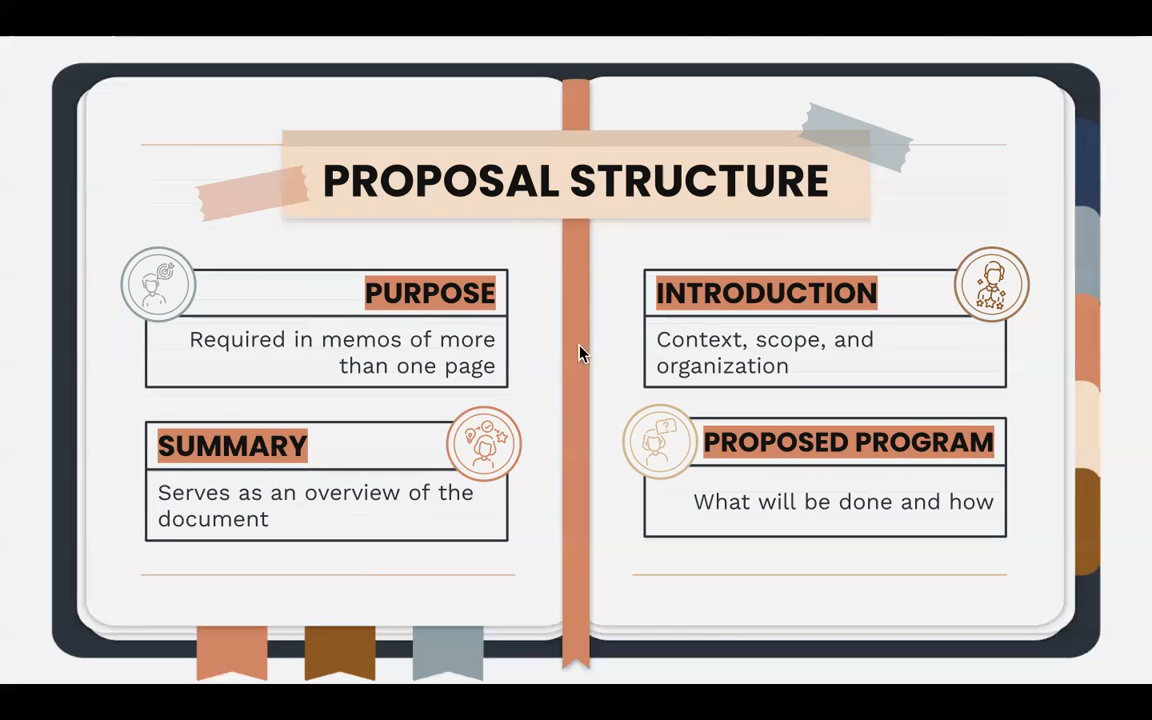 PROPOSAL STRUCTURE
PURPOSE
Required in memos of more
than one page
SUMMARY
Serves as an overview of the
document
INTRODUCTION
Context, scope, and
organization
PROPOSED PROGRAM
What will be done and how